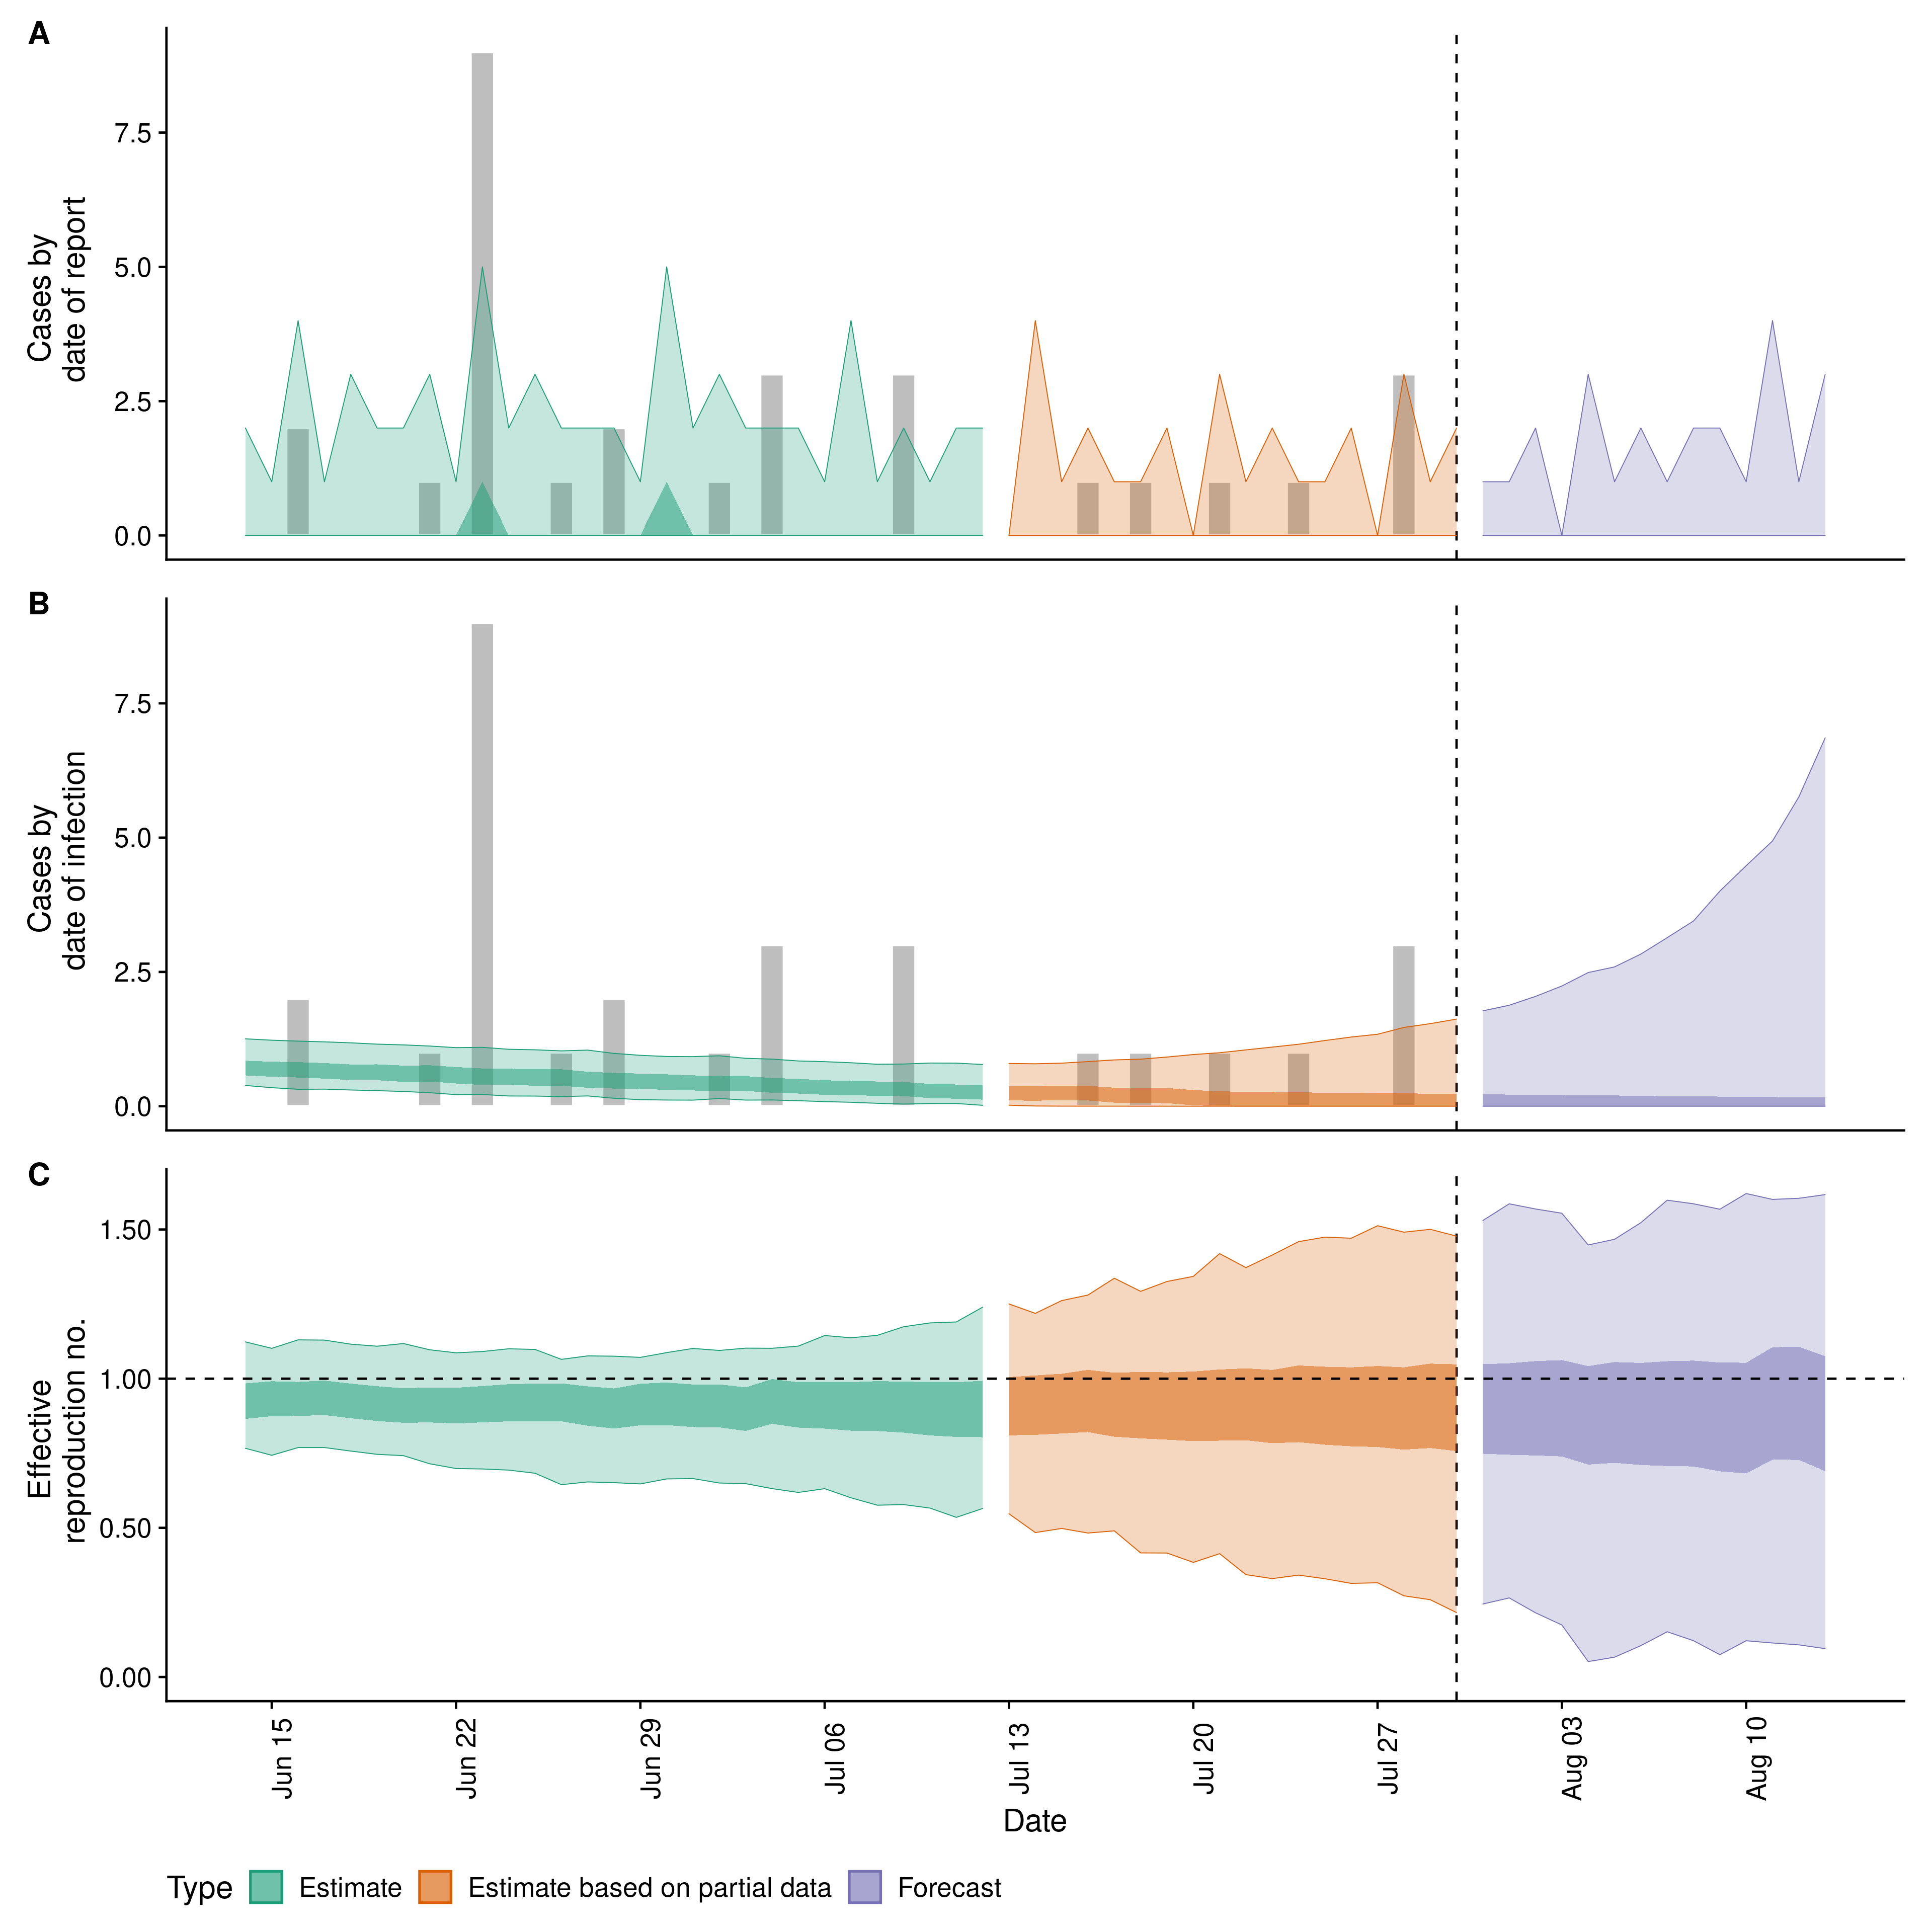 A
Cases by
date of report
7.5
5.0
2.5
0.0
B
Cases by
date of infection
7.5
5.0
2.5
0.0
C
Effective
reproduction no.
1.50
1.00
0.50
0.00
Jun 15
Jun 22
Jun 29
Jul 06
Jul 13
Jul 20
Jul 27
Aug 03
Aug 10
Date
Type Estimate Estimate based on partial data Forecast